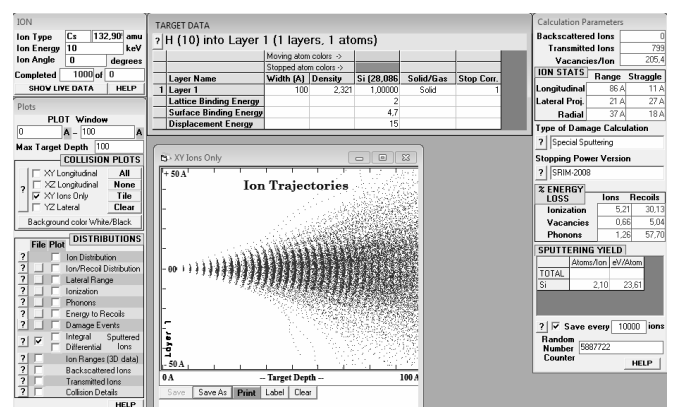 ION
Ion Type Cs 132,90 amu
Ion Energy 10 keV
Ion Angle 0 degrees
Completed 1000 of 0
SHOW LIVE DATA HELP
Plots
PLOT Window
0 A - 100 A
Max Target Depth 100
COLLISION PLOTS
XY Longitudinal All
XZ Longitudinal None
? XY Ions Only Tile
YZ Lateral Clear
Background color White/Black
DISTRIBUTIONS
File Plot
? Ion Distribution
? Ion/Recoil Distribution
? Lateral Range
? Ionization
? Phonons
? Energy to Recoils
? Damage Events
? Integral Sputtered
Differential Ions
? Ion Ranges (3D data)
? Backscattered Ions
? Transmitted Ions
? Collision Details
HELP
TARGET DATA
? H (10) into Layer 1 (1 layers, 1 atoms)
Moving atom colors ->
Stopped atom colors ->
Layer Name Width (A) Density Si (28,086 Solid/Gas Stop Corr.
1 Layer 1 100 2,321 1,00000 Solid 1
Lattice Binding Energy 2
Surface Binding Energy 4,7
Displacement Energy 15
XY Ions Only
+ 50 A
Ion Trajectories
00
Layer 1
- 50 A
0 A – Target Depth – 100 A
Save Save As Print Label Clear
Calculation Parameters
Backscattered Ions 0
Transmitted Ions 799
Vacancies/Ion 205,4
ION STATS Range Straggle
Longitudinal 86 A 11 A
Lateral Proj. 21 A 27 A
Radial 37 A 18 A
Type of Damage Calculation
? Special Sputtering
Stopping Power Version
? SRIM-2008
% ENERGY LOSS Ions Recoils
Ionization 5,21 30,13
Vacancies 0,66 5,04
Phonons 1,26 57,70
SPUTTERING YIELD
Atoms/Ion eV/Atom
TOTAL
Si 2,10 23,61
? Save every 10000 ions
Random
Number 5887722
Counter
HELP